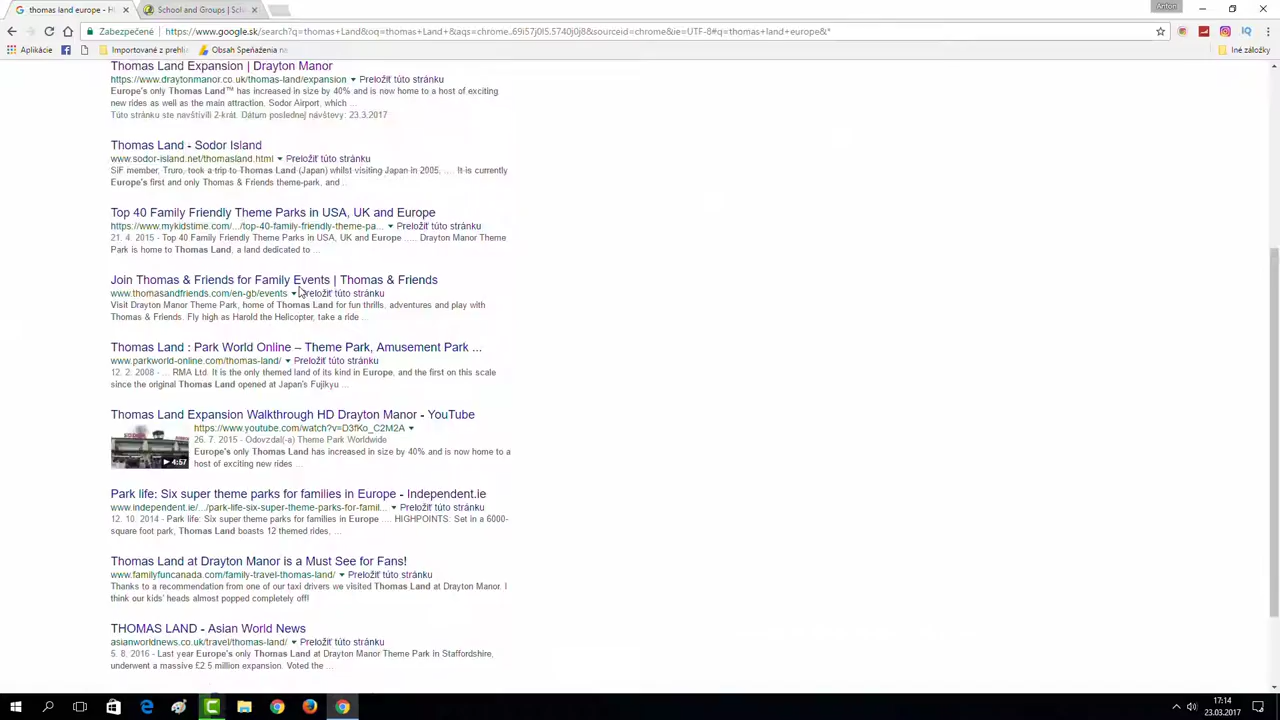 thomas land europe - H
School and Groups | Sch
Anton
Zabezpečené
https://www.google.sk/search?q=thomas+Land&oq=thomas+Land+&aqs=chrome..69i57j0l5.5740j0j8&sourceid=chrome&ie=UTF-8#q=thomas+land+europe&*
Aplikácie
Importované z prehli
Obsah Speňaženia na
Iné záložky
Thomas Land Expansion | Drayton Manor
https://www.draytonmanor.co.uk/thomas-land/expansion ▾ Preložiť túto stránku
Europe's only Thomas Land™ has increased in size by 40% and is now home to a host of exciting
new rides as well as the main attraction. Sodor Airport, which ...
Túto stránku ste navštívili 2-krát. Dátum poslednej návštevy: 23.3.2017
Thomas Land - Sodor Island
www.sodor-island.net/thomasland.html ▾ Preložiť túto stránku
SiF member, Truro, took a trip to Thomas Land (Japan) whilst visiting Japan in 2005, .... It is currently
Europe's first and only Thomas & Friends theme-park, and ..
Top 40 Family Friendly Theme Parks in USA, UK and Europe
https://www.mykidstime.com/.../top-40-family-friendly-theme-pa... ▾ Preložiť túto stránku
21. 4. 2015 - Top 40 Family Friendly Theme Parks in USA, UK and Europe ..... Drayton Manor Theme
Park is home to Thomas Land, a land dedicated to ...
Join Thomas & Friends for Family Events | Thomas & Friends
www.thomasandfriends.com/en-gb/events ▾ Preložiť túto stránku
Visit Drayton Manor Theme Park, home of Thomas Land for fun thrills, adventures and play with
Thomas & Friends. Fly high as Harold the Helicopter, take a ride ..
Thomas Land : Park World Online – Theme Park, Amusement Park ...
www.parkworld-online.com/thomas-land/ ▾ Preložiť túto stránku
12. 2. 2008 - ... RMA Ltd. It is the only themed land of its kind in Europe, and the first on this scale
since the original Thomas Land opened at Japan's Fujikyu ...
Thomas Land Expansion Walkthrough HD Drayton Manor - YouTube
https://www.youtube.com/watch?v=D3fKo_C2M2A ▾
26. 7. 2015 - Odovzdal(-a) Theme Park Worldwide
Europe's only Thomas Land has increased in size by 40% and is now home to a
host of exciting new rides ...
▶ 4:57
Park life: Six super theme parks for families in Europe - Independent.ie
www.independent.ie/.../park-life-six-super-theme-parks-for-famil... ▾ Preložiť túto stránku
12. 10. 2014 - Park life: Six super theme parks for families in Europe .... HIGHPOINTS: Set in a 6000-
square foot park, Thomas Land boasts 12 themed rides, ...
Thomas Land at Drayton Manor is a Must See for Fans!
www.familyfuncanada.com/family-travel-thomas-land/ ▾ Preložiť túto stránku
Thanks to a recommendation from one of our taxi drivers we visited Thomas Land at Drayton Manor. I
think our kids' heads almost popped completely off!
THOMAS LAND - Asian World News
asianworldnews.co.uk/travel/thomas-land/ ▾ Preložiť túto stránku
5. 8. 2016 - Last year Europe's only Thomas Land at Drayton Manor Theme Park in Staffordshire,
underwent a massive £2.5 million expansion. Voted the ...
17:14
23.03.2017